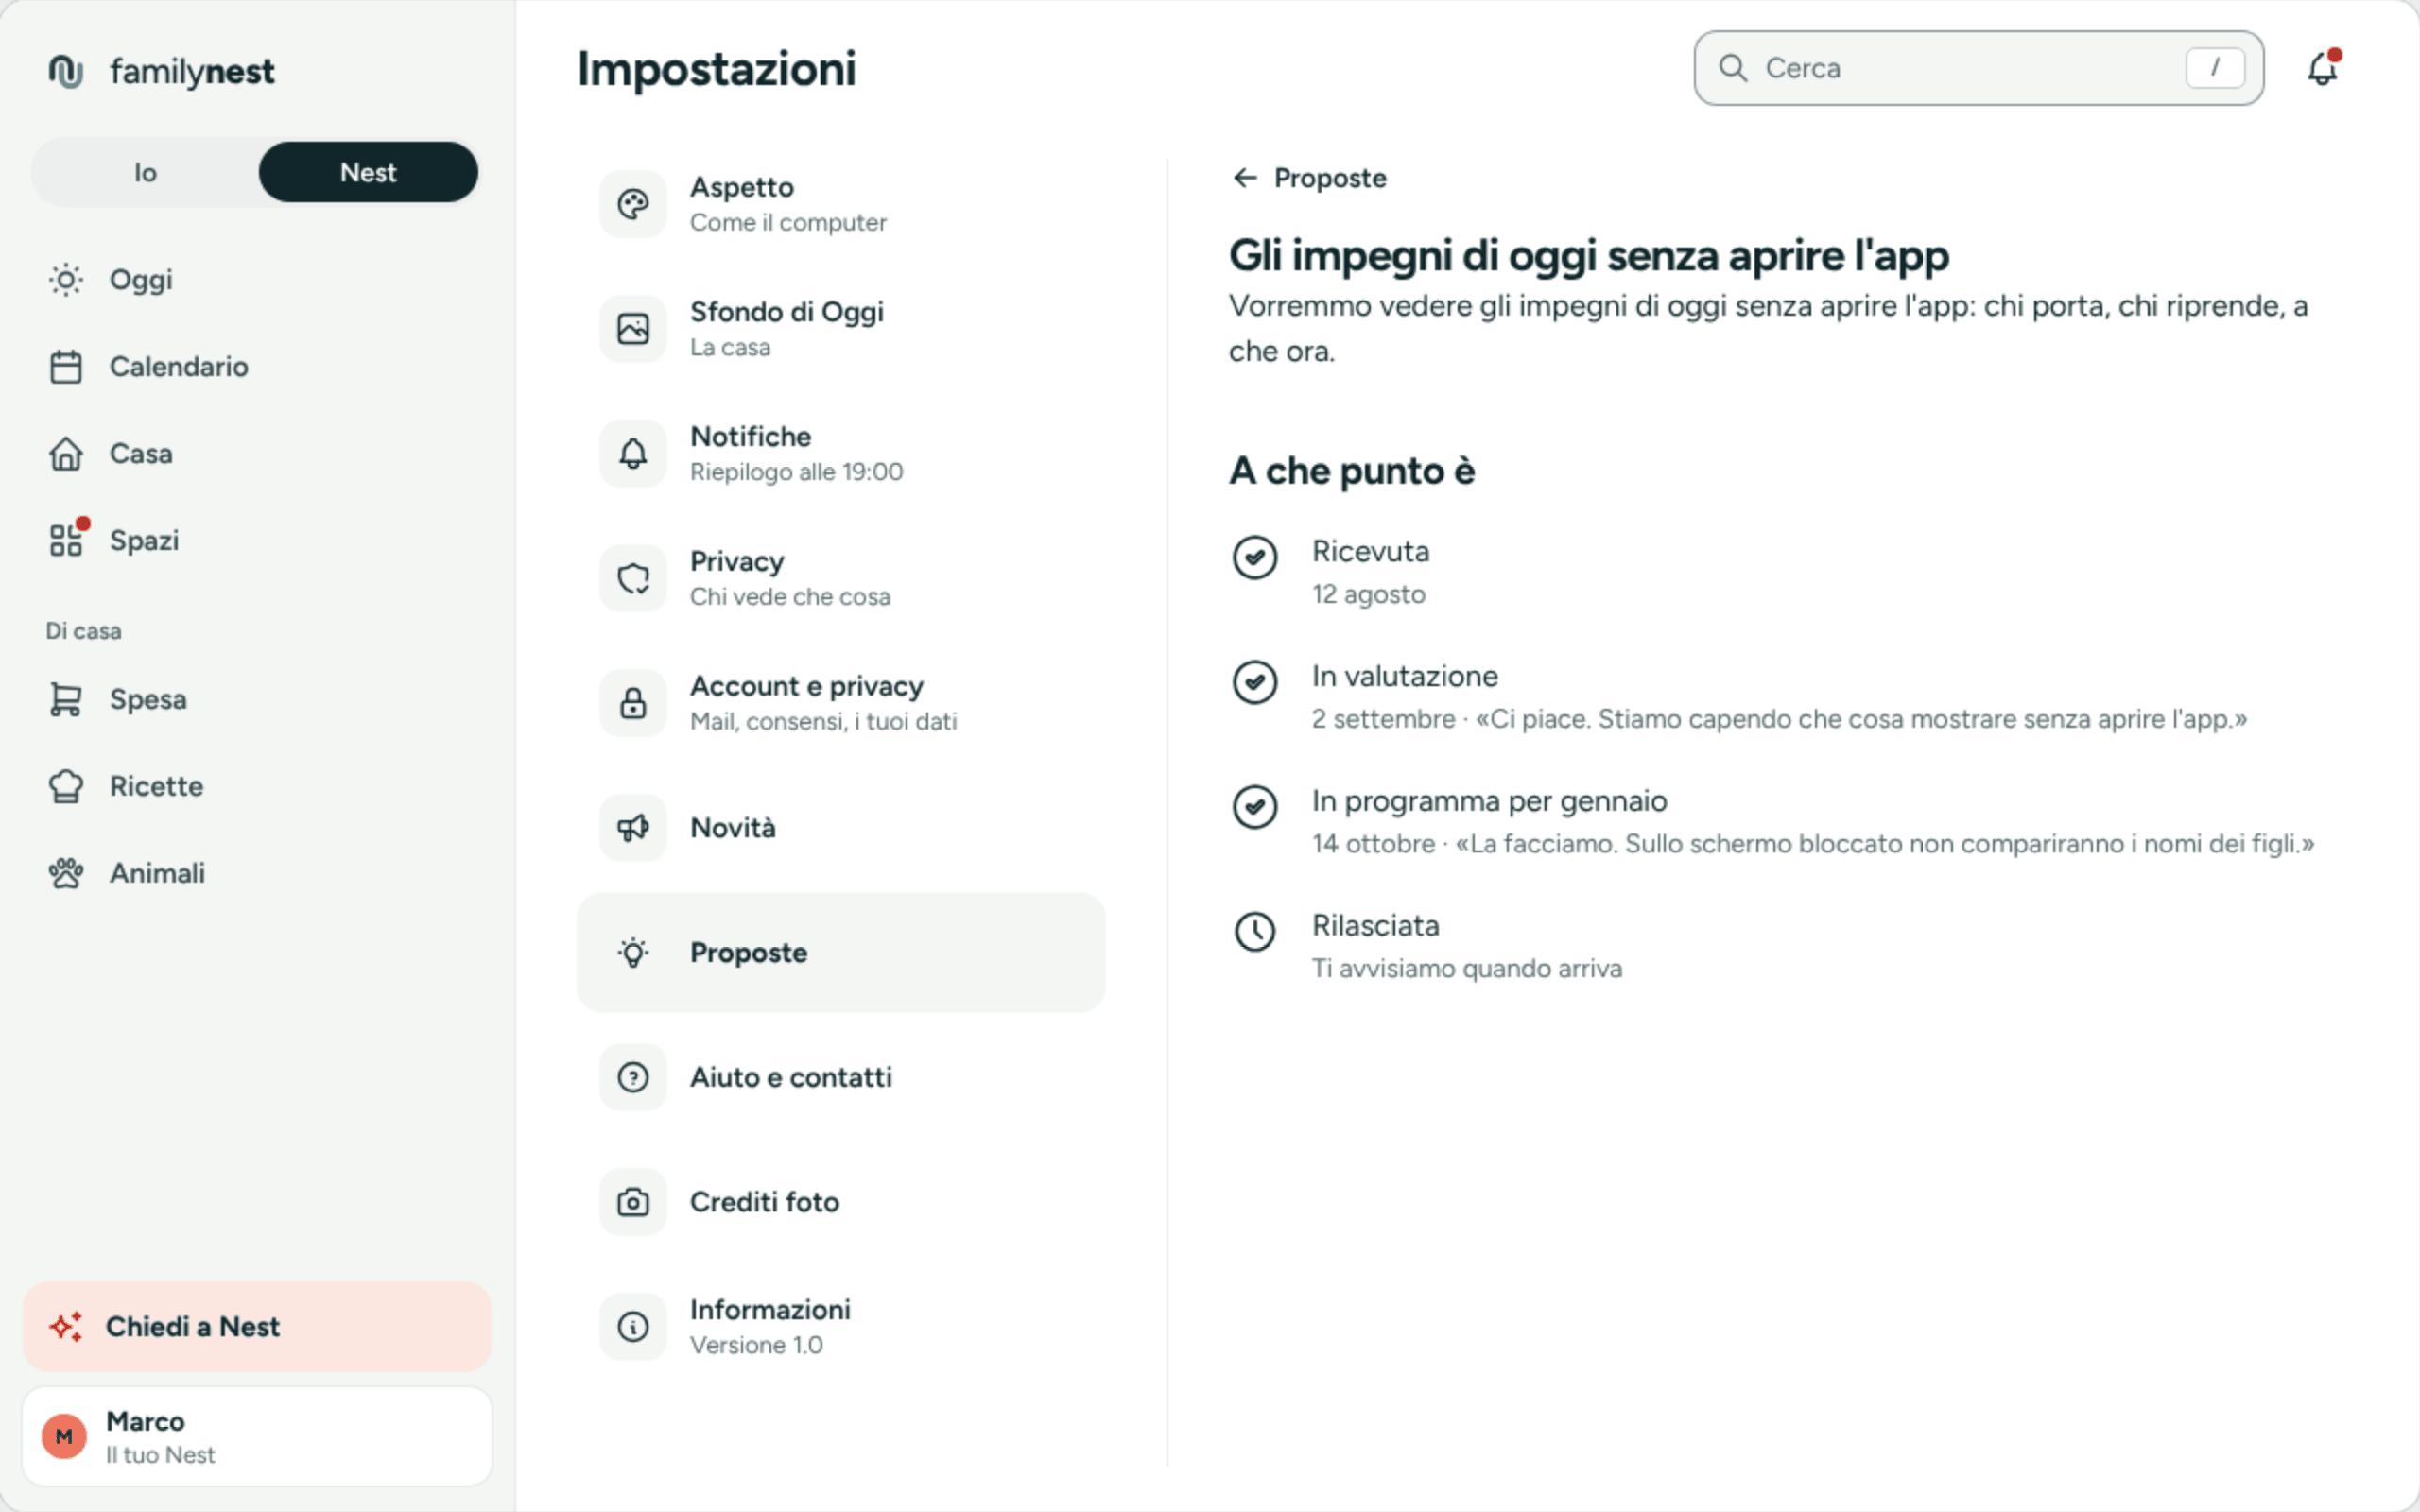 familynest
Io
Nest
Oggi
Calendario
Casa
Spazi
Di casa
Spesa
Ricette
Animali
Chiedi a Nest
M
Marco
Il tuo Nest
Impostazioni
Cerca
/
Aspetto
Come il computer
Sfondo di Oggi
La casa
Notifiche
Riepilogo alle 19:00
Privacy
Chi vede che cosa
Account e privacy
Mail, consensi, i tuoi dati
Novità
Proposte
Aiuto e contatti
Crediti foto
Informazioni
Versione 1.0
← Proposte
Gli impegni di oggi senza aprire l'app
Vorremmo vedere gli impegni di oggi senza aprire l'app: chi porta, chi riprende, a
che ora.
A che punto è
Ricevuta
12 agosto
In valutazione
2 settembre · «Ci piace. Stiamo capendo che cosa mostrare senza aprire l'app.»
In programma per gennaio
14 ottobre · «La facciamo. Sullo schermo bloccato non compariranno i nomi dei figli.»
Rilasciata
Ti avvisiamo quando arriva